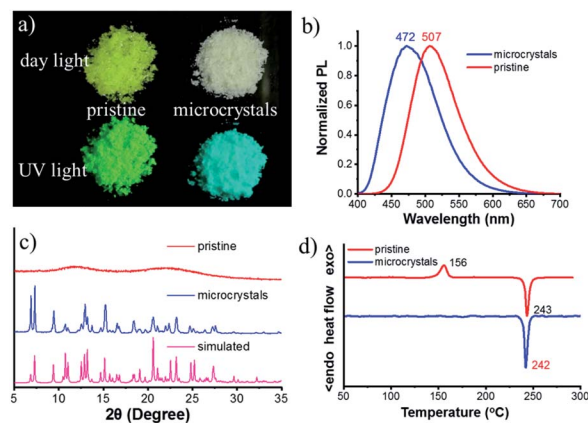 a)
day light
pristine microcrystals
UV light
b)
472 507
microcrystals
pristine
Normalized PL
1.0
0.8
0.6
0.4
0.2
0.0
400 450 500 550 600 650 700
Wavelength (nm)
c)
pristine
microcrystals
simulated
5 10 15 20 25 30 35
2θ (Degree)
d)
pristine
microcrystals
156
243
242
<endo heat flow exo>
50 100 150 200 250 300
Temperature (°C)